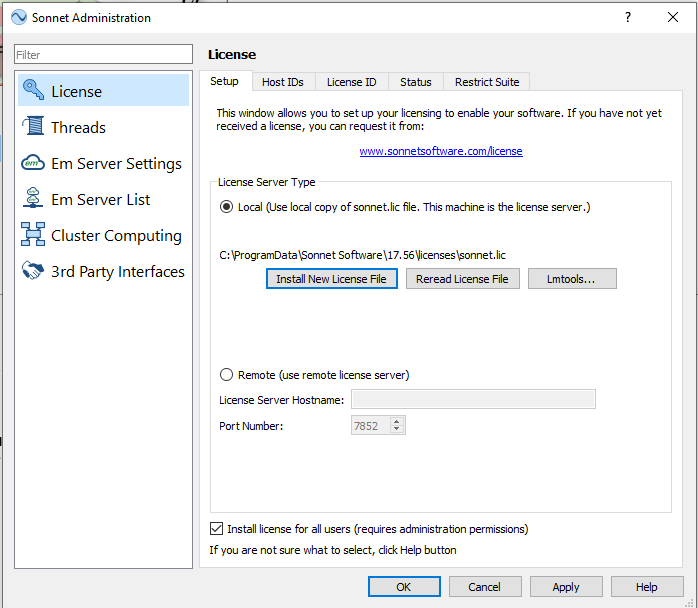 Sonnet Administration
?
Filter
License
License
Threads
Em Server Settings
Em Server List
Cluster Computing
3rd Party Interfaces
Setup
Host IDs
License ID
Status
Restrict Suite
This window allows you to set up your licensing to enable your software. If you have not yet
received a license, you can request it from:
www.sonnetsoftware.com/license
License Server Type
Local (Use local copy of sonnet.lic file. This machine is the license server.)
C:\ProgramData\Sonnet Software\17.56\licenses\sonnet.lic
Install New License File
Reread License File
Lmtools...
Remote (use remote license server)
License Server Hostname:
Port Number:
7852
Install license for all users (requires administration permissions)
If you are not sure what to select, click Help button
OK
Cancel
Apply
Help